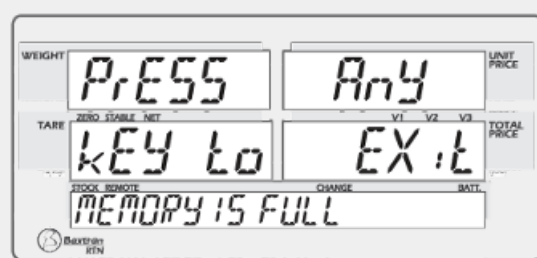 WEIGHT PrESS Any UNIT PRICE
ZERO STABLE NET V1 V2 V3
TARE kEY to EXit TOTAL PRICE
STOCK REMOTE CHANGE BATT.
MEMORY IS FULL
Baxtran